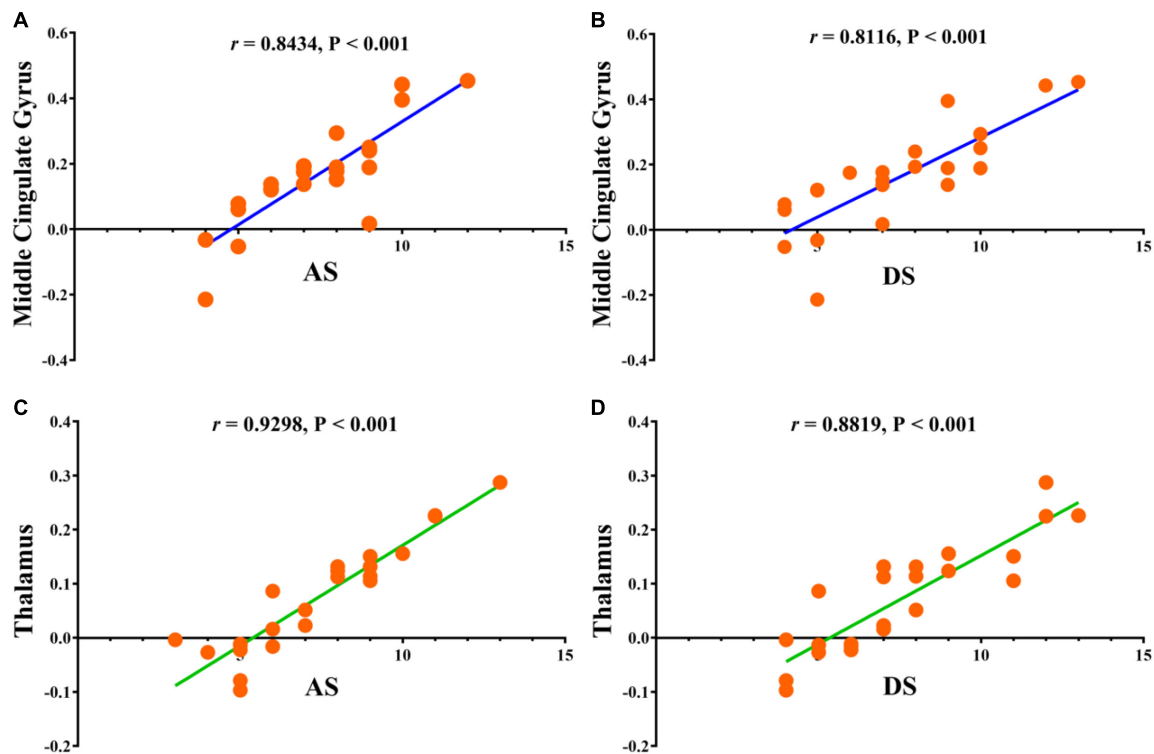 A
B
r = 0.8434, P < 0.001
r = 0.8116, P < 0.001
Middle Cingulate Gyrus
0.6
0.4
0.2
0.0
-0.2
-0.4
5
10
15
AS
Middle Cingulate Gyrus
0.6
0.4
0.2
0.0
-0.2
-0.4
5
10
15
DS
C
D
r = 0.9298, P < 0.001
r = 0.8819, P < 0.001
Thalamus
0.4
0.3
0.2
0.1
0.0
-0.1
-0.2
5
10
15
AS
Thalamus
0.4
0.3
0.2
0.1
0.0
-0.1
-0.2
5
10
15
DS